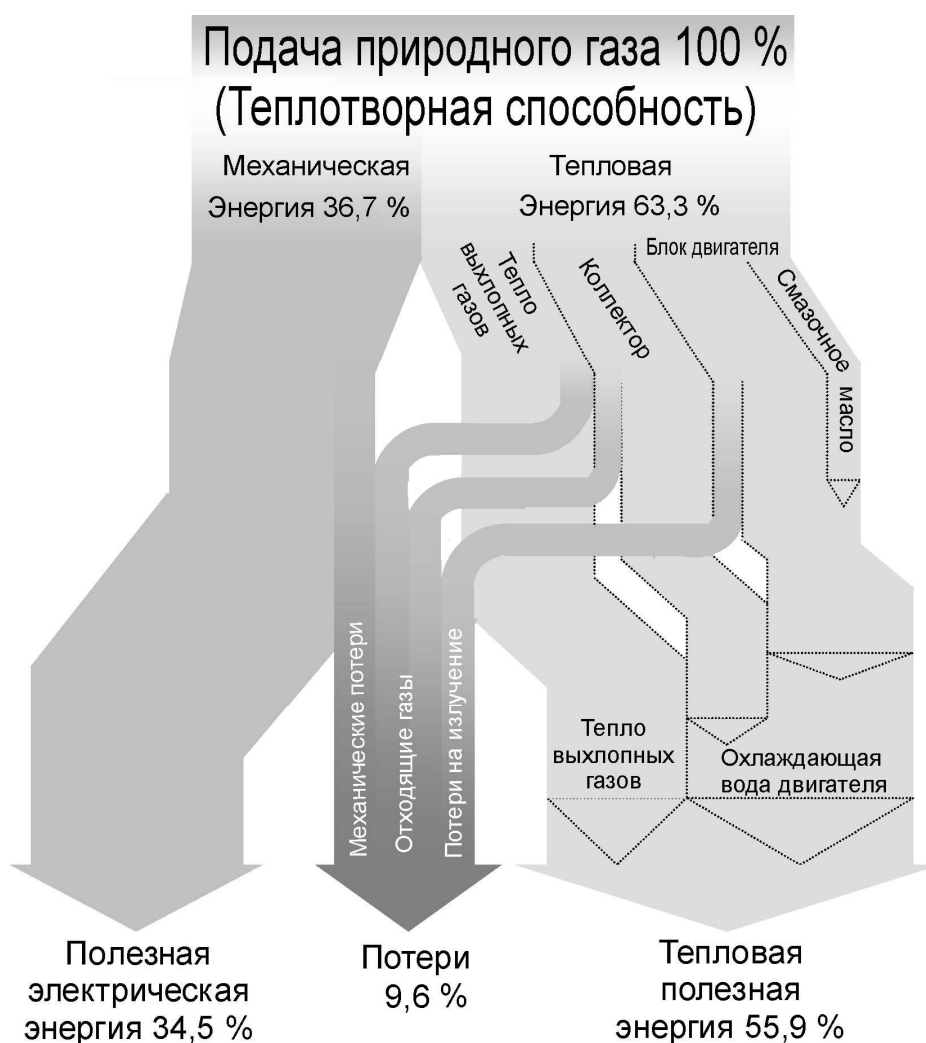 Подача природного газа 100 %
(Теплотворная способность)
Механическая
Энергия 36,7 %
Тепловая
Энергия 63,3 %
Тепло
выхлопных
газов
Коллектор
Блок двигателя
Смазочное масло
Механические потери
Отходящие газы
Потери на излучение
Тепло
выхлопных
газов
Охлаждающая
вода двигателя
Полезная
электрическая
энергия 34,5 %
Потери
9,6 %
Тепловая
полезная
энергия 55,9 %